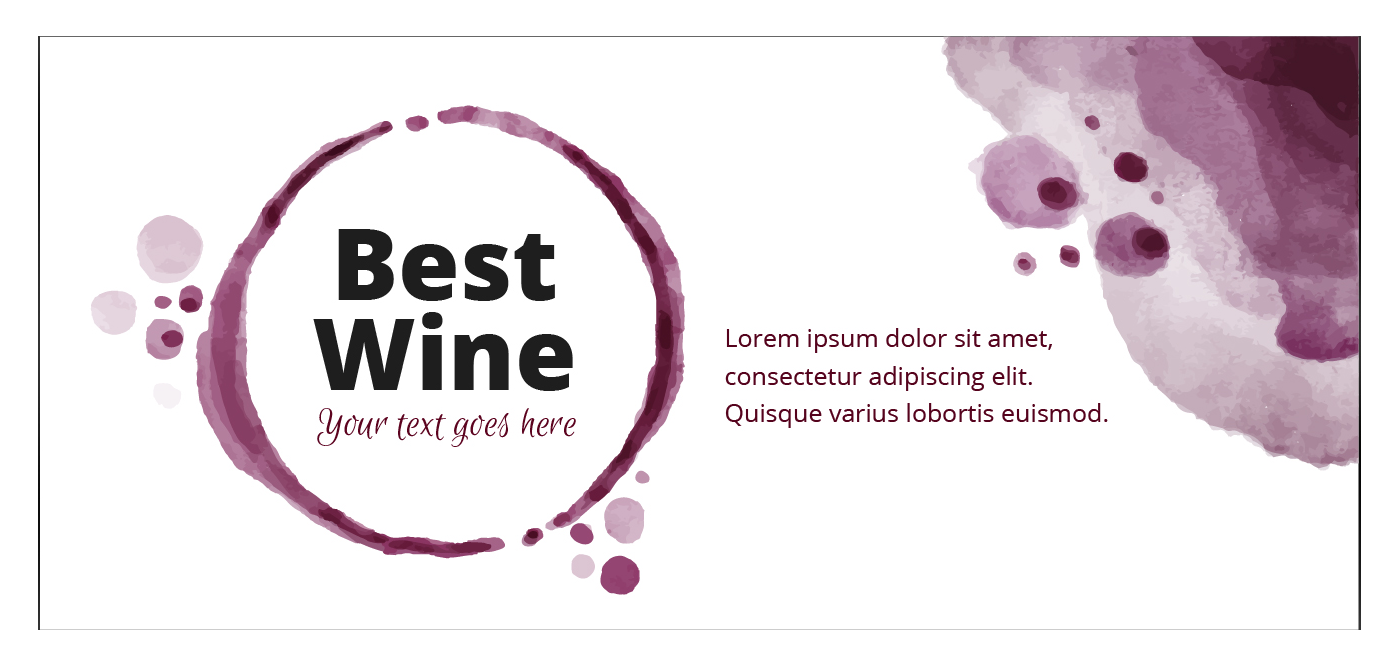 Best
Wine
Your text goes here
Lorem ipsum dolor sit amet,
consectetur adipiscing elit.
Quisque varius lobortis euismod.